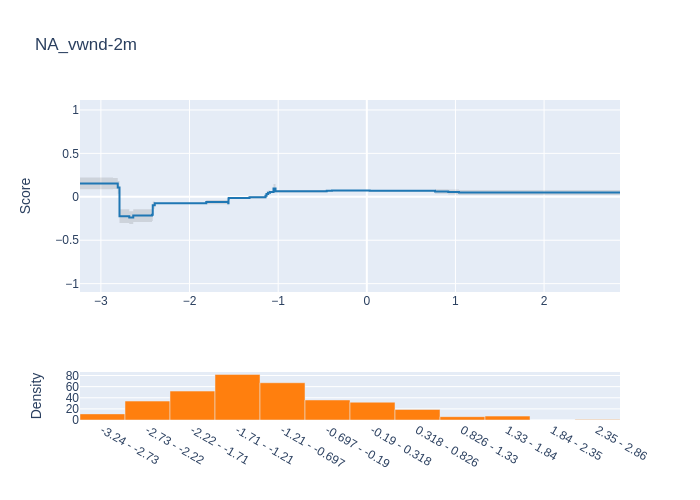 NA_vwnd-2m
Score
1
0.5
0
−0.5
−1
−3
−2
−1
0
1
2
Density
80
60
40
20
0
-3.24 - -2.73
-2.73 - -2.22
-2.22 - -1.71
-1.71 - -1.21
-1.21 - -0.697
-0.697 - -0.19
-0.19 - 0.318
0.318 - 0.826
0.826 - 1.33
1.33 - 1.84
1.84 - 2.35
2.35 - 2.86